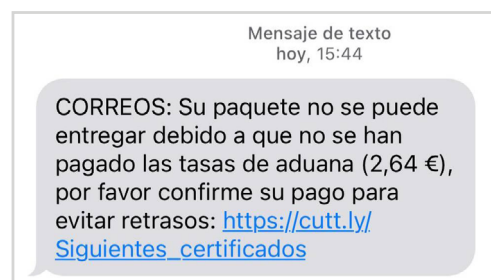 Mensaje de texto
hoy, 15:44
CORREOS: Su paquete no se puede
entregar debido a que no se han
pagado las tasas de aduana (2,64 €),
por favor confirme su pago para
evitar retrasos: https://cutt.ly/
Siguientes_certificados